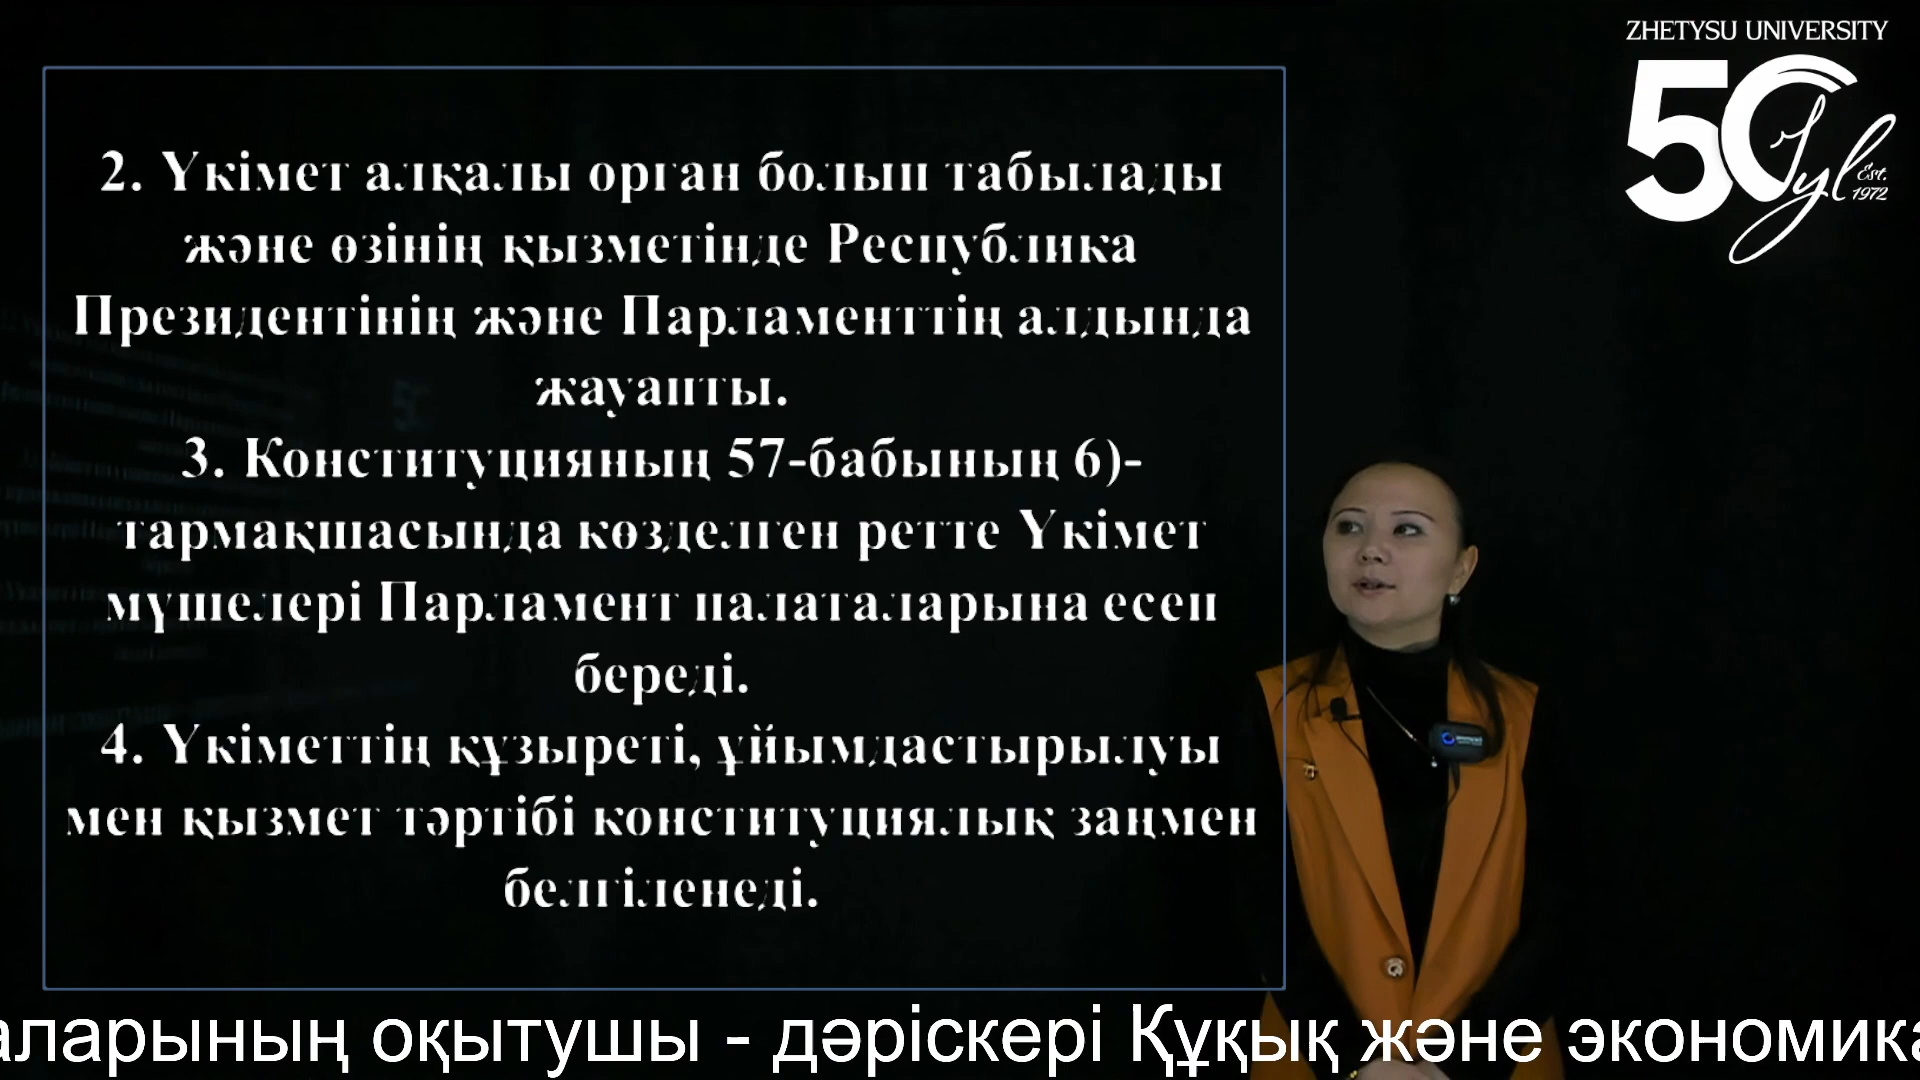 ZHETYSU UNIVERSITY
50 Jyl
Est.
1972
2. Үкімет алқалы орган болып табылады
және өзінің қызметінде Республика
Президентінің және Парламенттің алдында
жауапты.
3. Конституцияның 57-бабының 6)-
тармақшасында көзделген ретте Үкімет
мүшелері Парламент палаталарына есеп
береді.
4. Үкіметтің құзыреті, ұйымдастырылуы
мен қызмет тәртібі конституциялық заңмен
белгіленеді.
аларының оқытушы - дәріскері Құқық және экономика